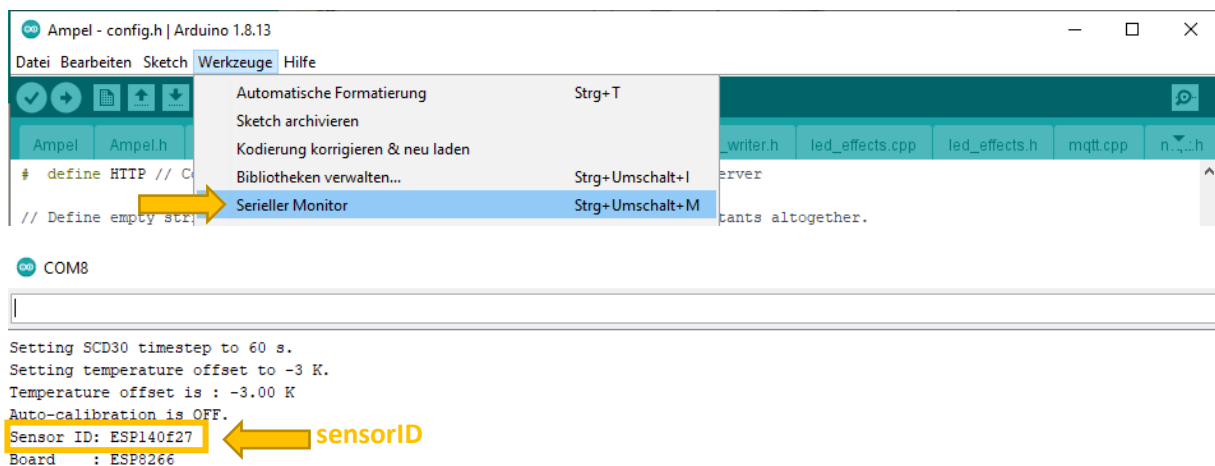 Ampel - config.h | Arduino 1.8.13
Datei Bearbeiten Sketch Werkzeuge Hilfe
Automatische Formatierung Strg+T
Sketch archivieren
Kodierung korrigieren & neu laden
Bibliotheken verwalten... Strg+Umschalt+I
Serieller Monitor Strg+Umschalt+M
Ampel Ampel.h _writer.h led_effects.cpp led_effects.h mqtt.cpp
# define HTTP // C erver
// Define empty str tants altogether.
COM8
Setting SCD30 timestep to 60 s.
Setting temperature offset to -3 K.
Temperature offset is : -3.00 K
Auto-calibration is OFF.
Sensor ID: ESP140f27 sensorID
Board : ESP8266